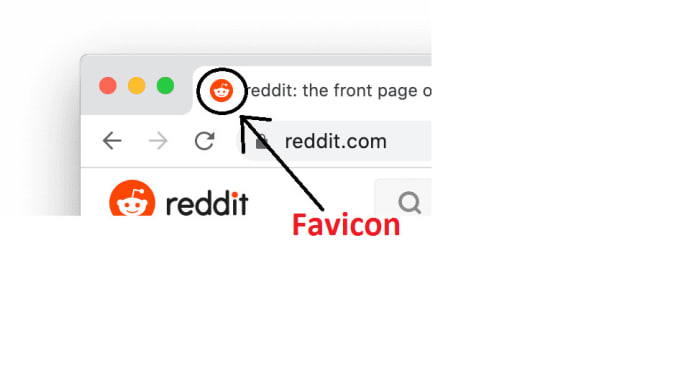 reddit: the front page o
reddit.com
reddit
Favicon